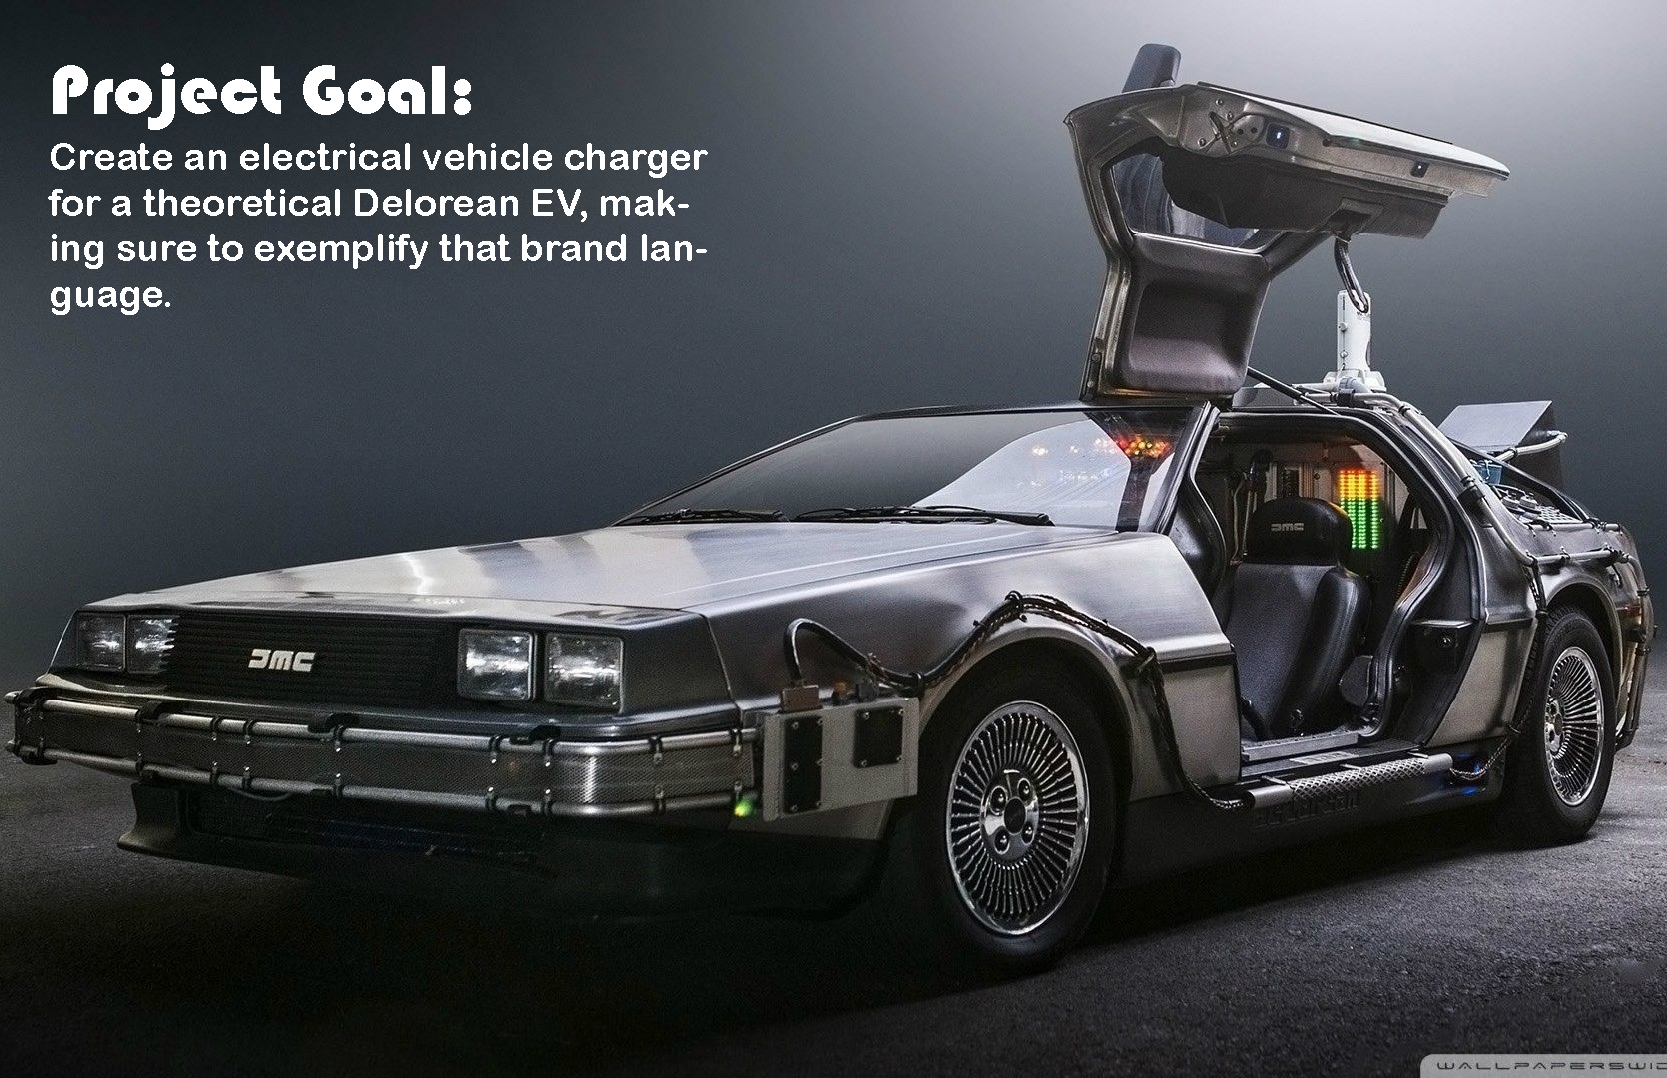 Project Goal:
Create an electrical vehicle charger
for a theoretical Delorean EV, mak-
ing sure to exemplify that brand lan-
guage.
DMC
DMC
WALLPAPERSWID